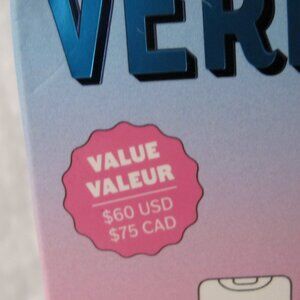 VER
VALUE
VALEUR
$60 USD
$75 CAD